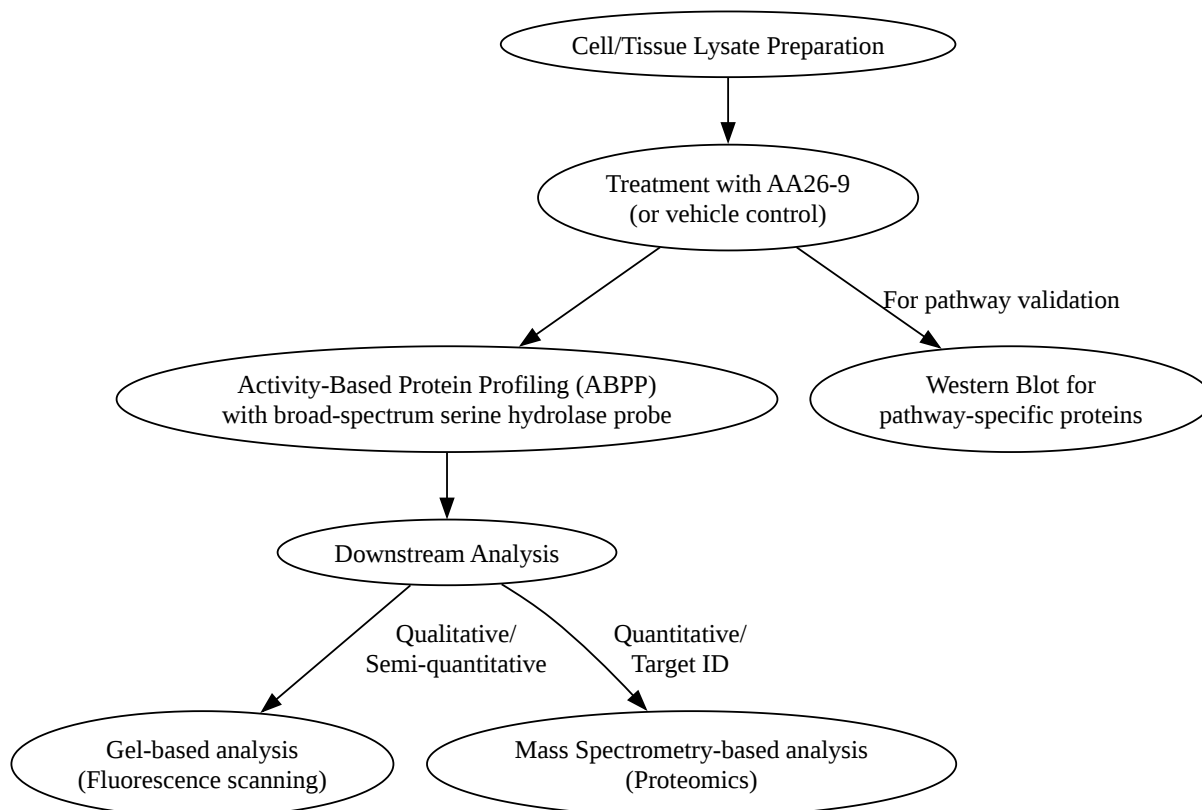 Cell/Tissue Lysate Preparation
Treatment with AA26-9
(or vehicle control)
For pathway validation
Activity-Based Protein Profiling (ABPP)
with broad-spectrum serine hydrolase probe
Western Blot for
pathway-specific proteins
Downstream Analysis
Qualitative/
Semi-quantitative
Quantitative/
Target ID
Gel-based analysis
(Fluorescence scanning)
Mass Spectrometry-based analysis
(Proteomics)